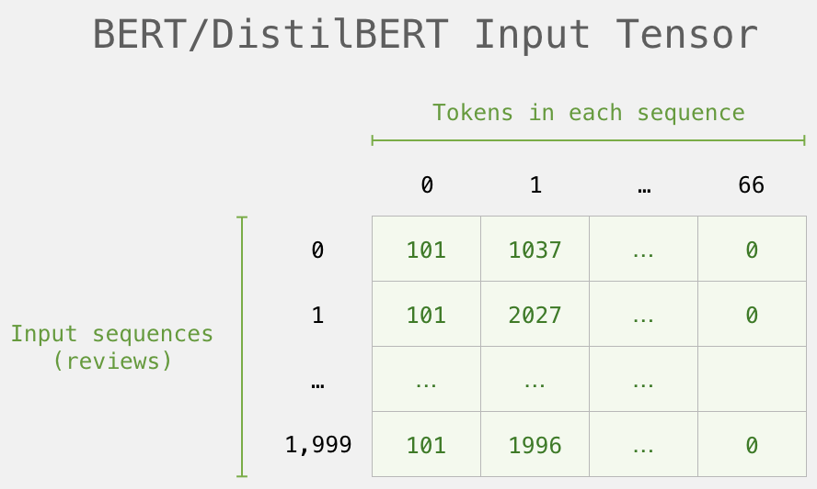 BERT/DistilBERT Input Tensor
Tokens in each sequence
0 1 … 66
0 101 1037 … 0
1 101 2027 … 0
Input sequences
(reviews)
… … … …
1,999 101 1996 … 0